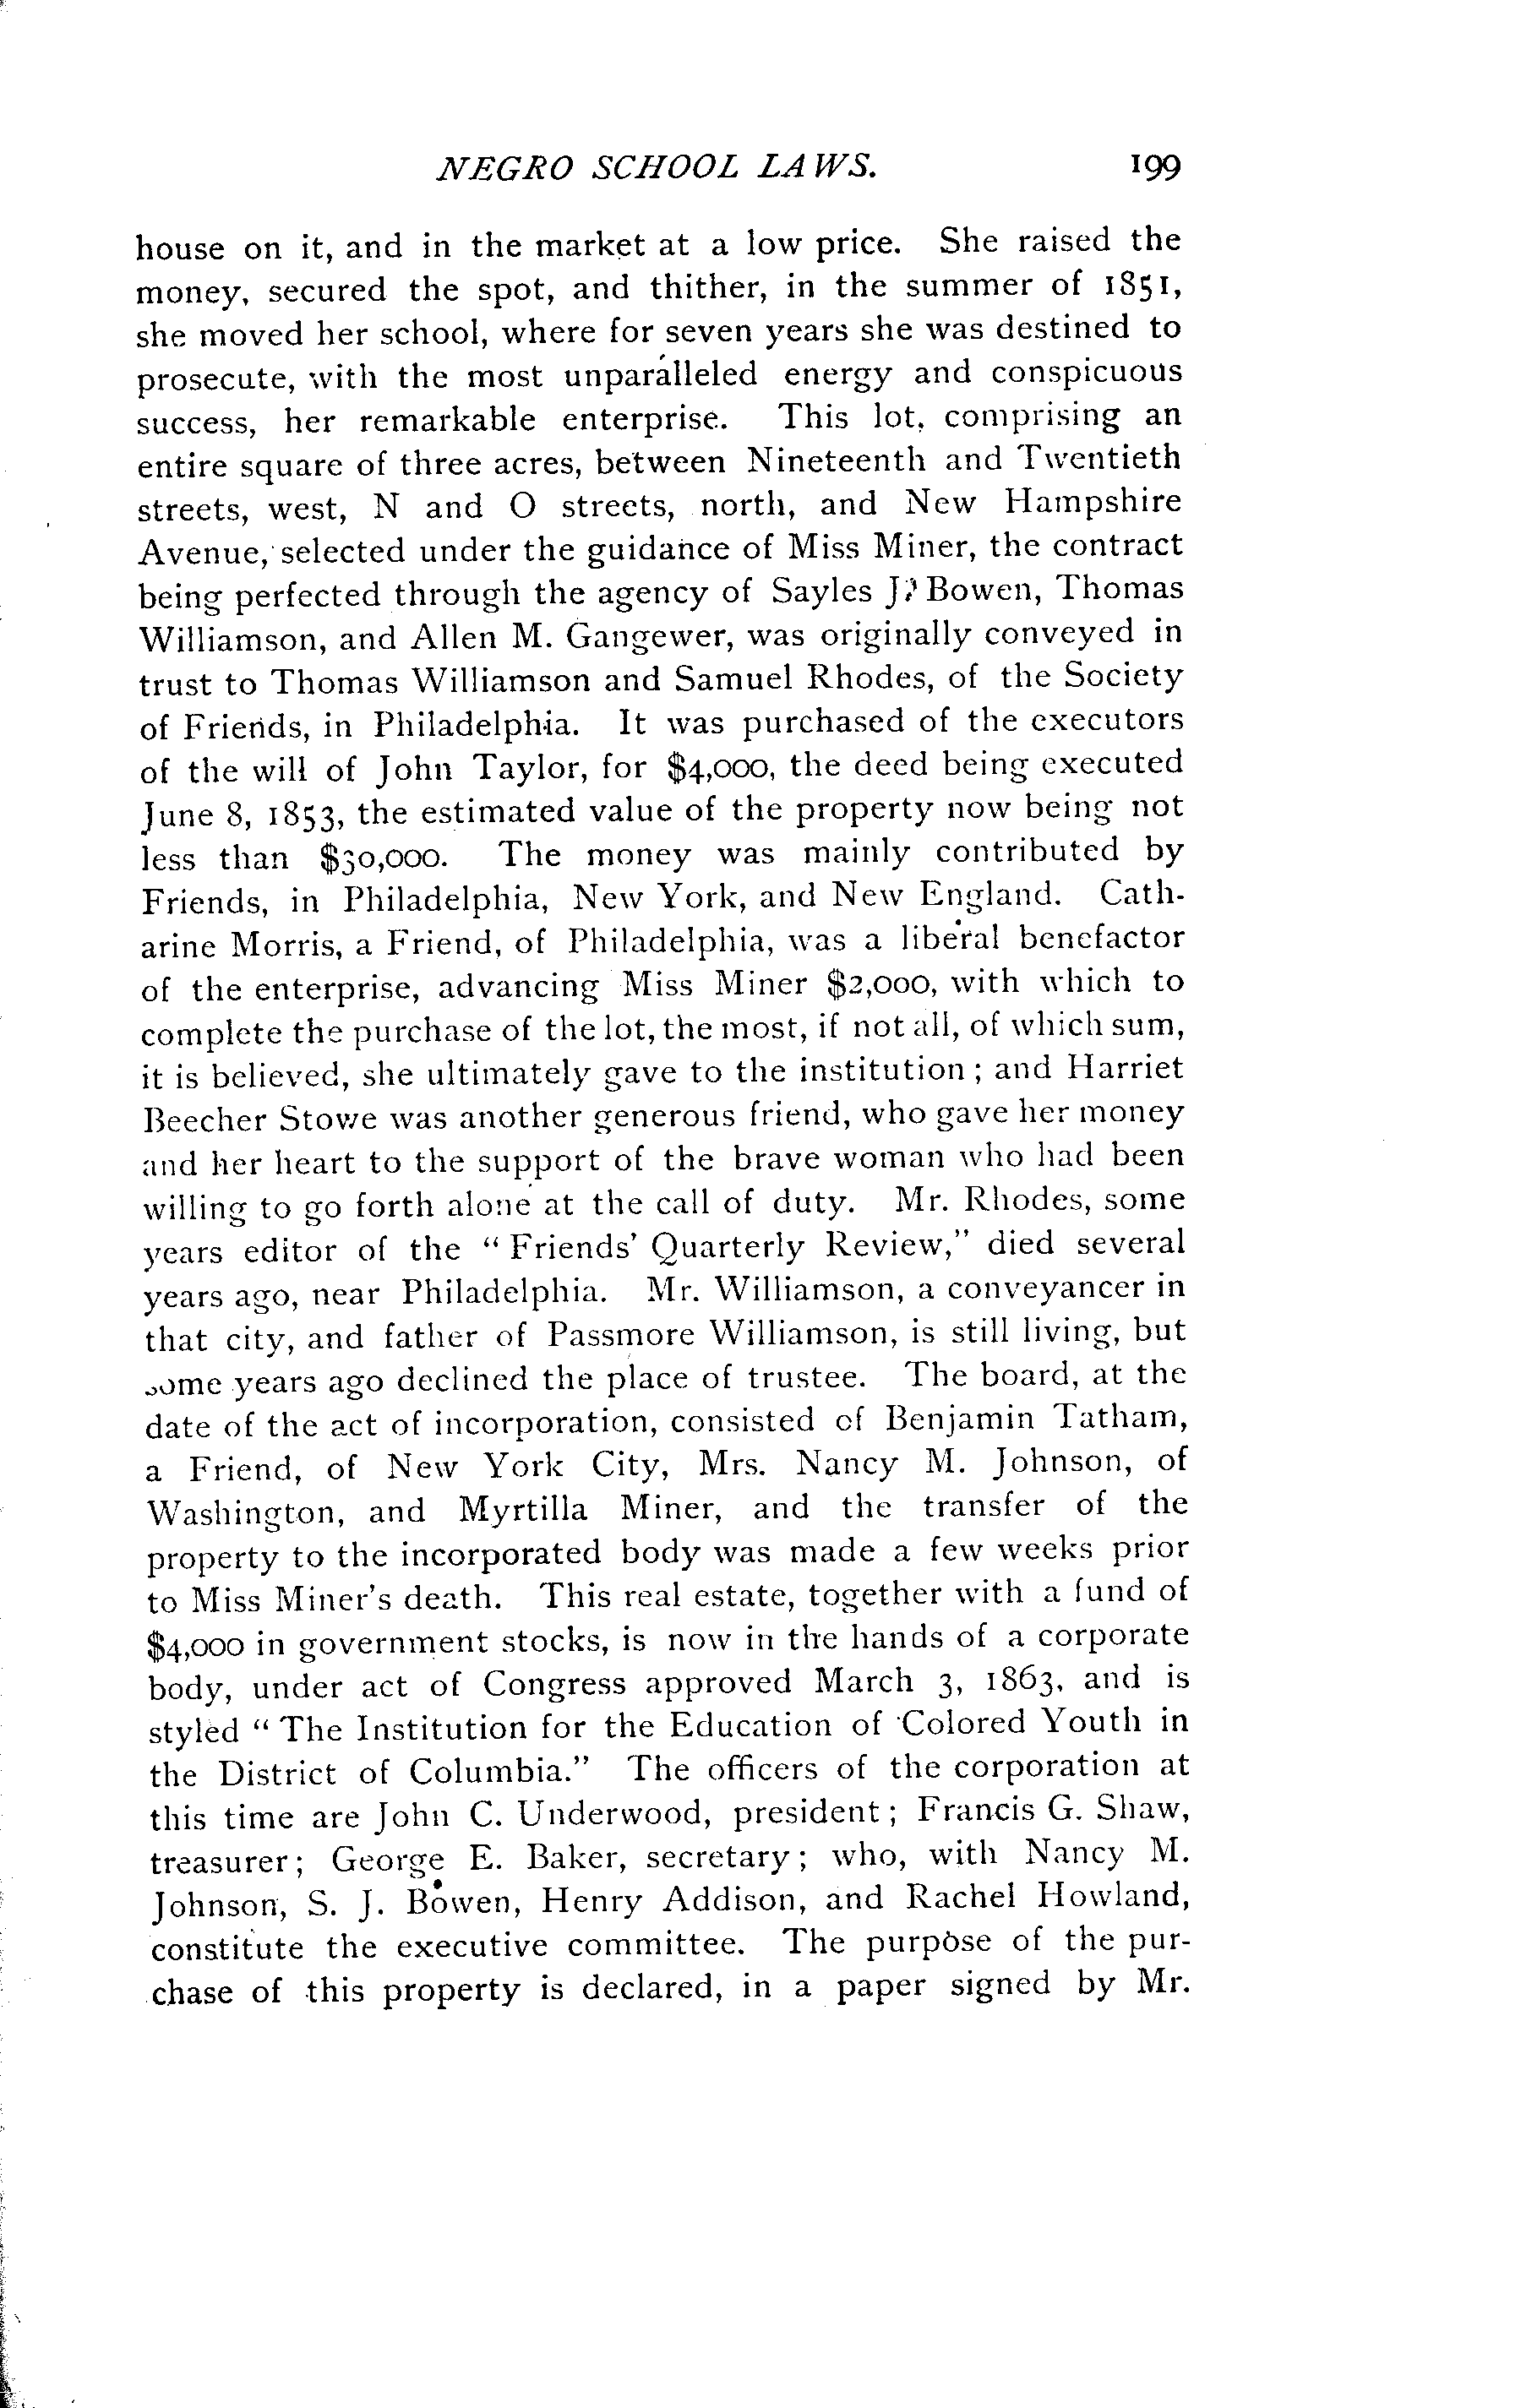 NEGRO SCHOOL LAWS. 199
house on it, and in the market at a low price. She raised the
money, secured the spot, and thither, in the summer of 1851,
she moved her school, where for seven years she was destined to
prosecute, with the most unparalleled energy and conspicuous
success, her remarkable enterprise. This lot, comprising an
entire square of three acres, between Nineteenth and Twentieth
streets, west, N and O streets, north, and New Hampshire
Avenue, selected under the guidance of Miss Miner, the contract
being perfected through the agency of Sayles J. Bowen, Thomas
Williamson, and Allen M. Gangewer, was originally conveyed in
trust to Thomas Williamson and Samuel Rhodes, of the Society
of Friends, in Philadelphia. It was purchased of the executors
of the will of John Taylor, for $4,000, the deed being executed
June 8, 1853, the estimated value of the property now being not
less than $30,000. The money was mainly contributed by
Friends, in Philadelphia, New York, and New England. Cath-
arine Morris, a Friend, of Philadelphia, was a liberal benefactor
of the enterprise, advancing Miss Miner $2,000, with which to
complete the purchase of the lot, the most, if not all, of which sum,
it is believed, she ultimately gave to the institution; and Harriet
Beecher Stowe was another generous friend, who gave her money
and her heart to the support of the brave woman who had been
willing to go forth alone at the call of duty. Mr. Rhodes, some
years editor of the "Friends' Quarterly Review," died several
years ago, near Philadelphia. Mr. Williamson, a conveyancer in
that city, and father of Passmore Williamson, is still living, but
some years ago declined the place of trustee. The board, at the
date of the act of incorporation, consisted of Benjamin Tatham,
a Friend, of New York City, Mrs. Nancy M. Johnson, of
Washington, and Myrtilla Miner, and the transfer of the
property to the incorporated body was made a few weeks prior
to Miss Miner's death. This real estate, together with a fund of
$4,000 in government stocks, is now in the hands of a corporate
body, under act of Congress approved March 3, 1863, and is
styled "The Institution for the Education of Colored Youth in
the District of Columbia." The officers of the corporation at
this time are John C. Underwood, president; Francis G. Shaw,
treasurer; George E. Baker, secretary; who, with Nancy M.
Johnson, S. J. Bowen, Henry Addison, and Rachel Howland,
constitute the executive committee. The purpose of the pur-
chase of this property is declared, in a paper signed by Mr.